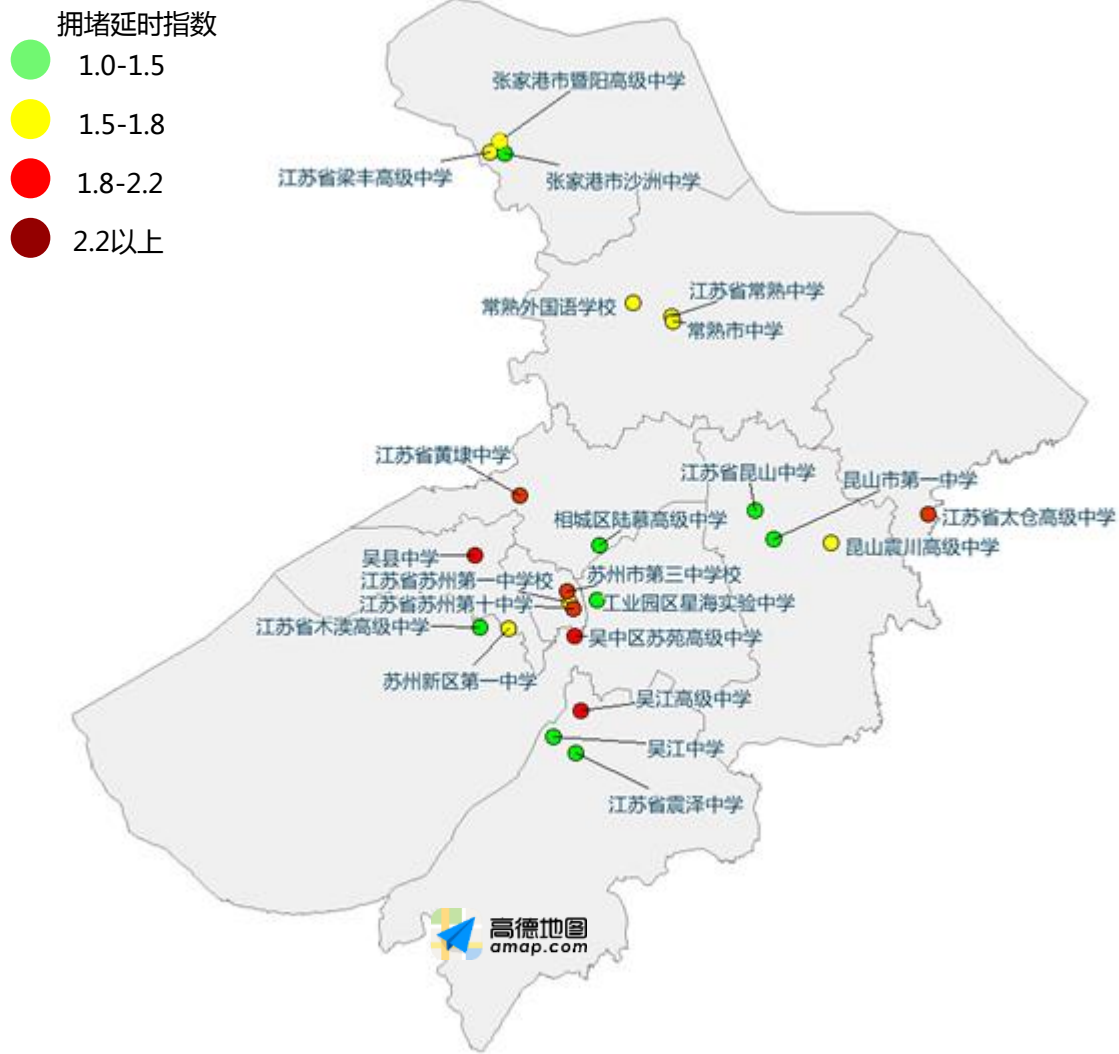 拥堵延时指数
1.0-1.5
1.5-1.8
1.8-2.2
2.2以上
张家港市暨阳高级中学
江苏省梁丰高级中学
张家港市沙洲中学
常熟外国语学校
江苏省常熟中学
常熟市中学
江苏省黄埭中学
江苏省昆山中学
昆山市第一中学
相城区陆慕高级中学
江苏省太仓高级中学
昆山震川高级中学
吴县中学
江苏省苏州第一中学校
苏州市第三中学校
江苏省苏州第十中学
工业园区星海实验中学
江苏省木渎高级中学
吴中区苏苑高级中学
苏州新区第一中学
吴江高级中学
吴江中学
江苏省震泽中学
高德地图
amap.com